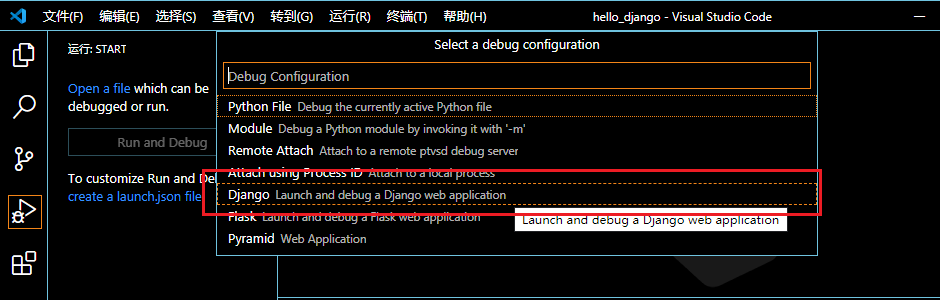 文件(F) 编辑(E) 选择(S) 查看(V) 转到(G) 运行(R) 终端(T) 帮助(H) hello_django - Visual Studio Code
运行: START
Open a file which can be
debugged or run.
Run and Debug
To customize Run and De
create a launch.json file
Select a debug configuration
Debug Configuration
Python File Debug the currently active Python file
Module Debug a Python module by invoking it with '-m'
Remote Attach Attach to a remote ptvsd debug server
Attach using Process ID Attach to a local process
Django Launch and debug a Django web application
Flask Launch and debug a Flask web application
Launch and debug a Django web application
Pyramid Web Application